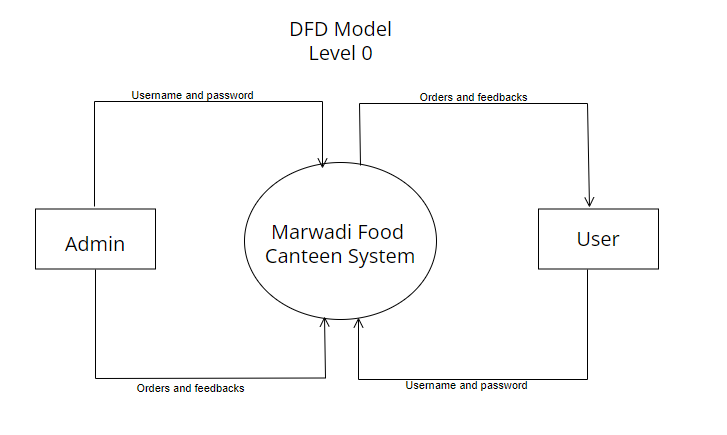 DFD Model
Level 0
Username and password
Orders and feedbacks
Admin
Marwadi Food
Canteen System
User
Orders and feedbacks
Username and password